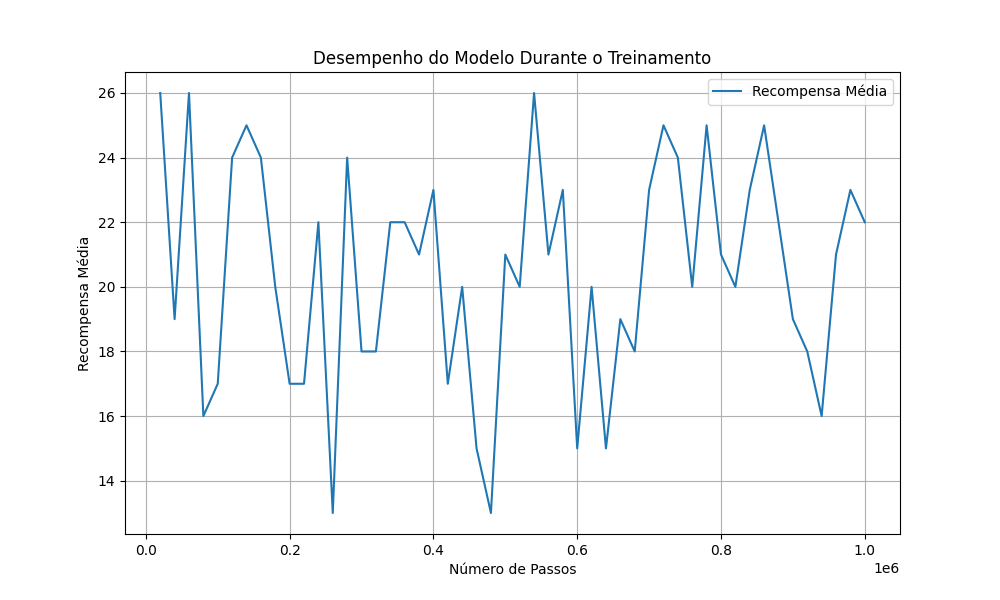 Desempenho do Modelo Durante o Treinamento
Recompensa Média
26
24
22
20
18
16
14
Recompensa Média
0.0 0.2 0.4 0.6 0.8 1.0
1e6
Número de Passos